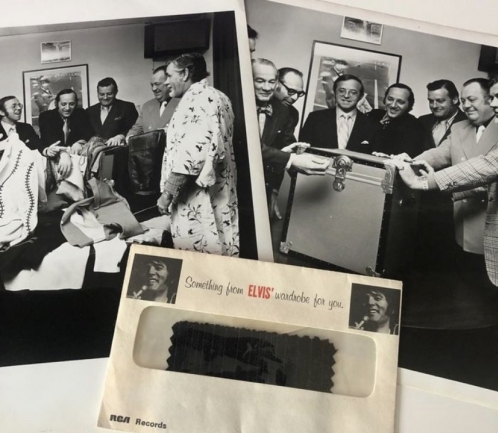 Something from ELVIS' wardrobe for you.
RCA Records